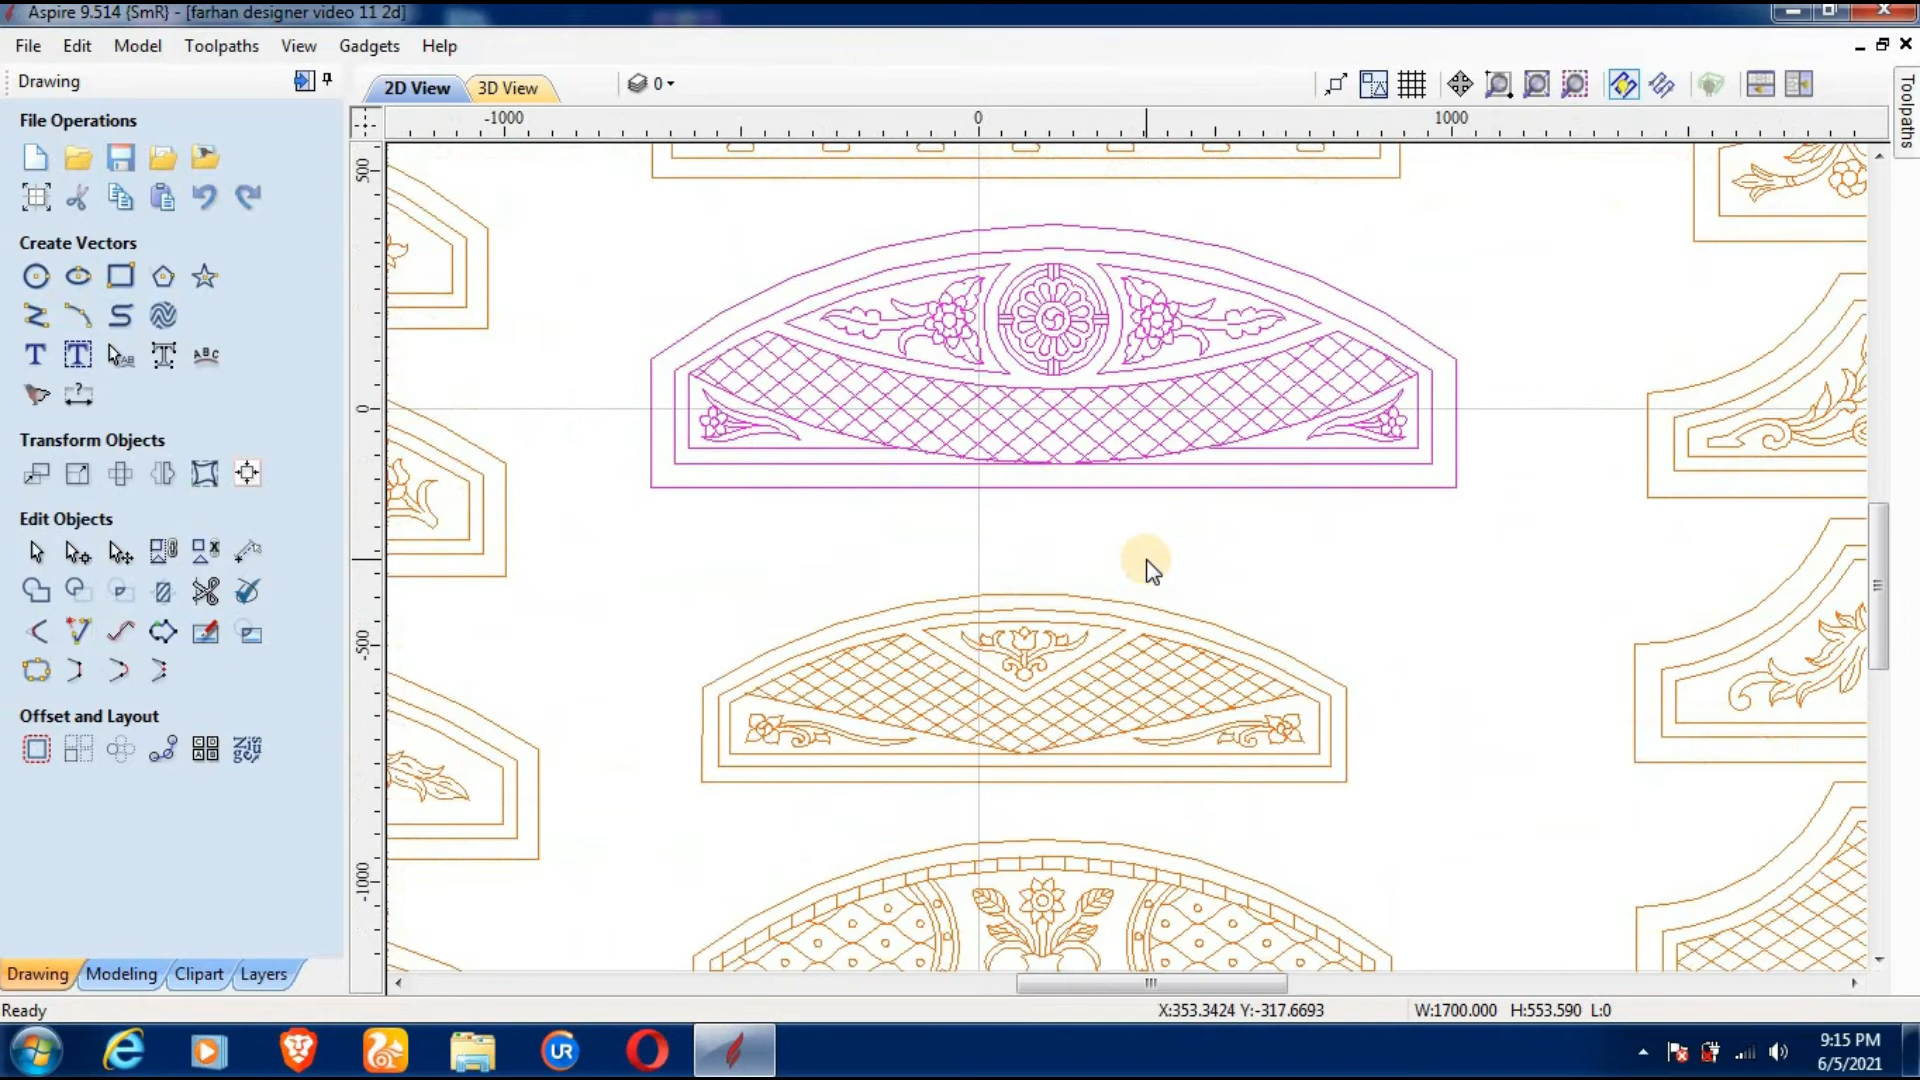 Aspire 9.514 {SmR} - [farhan designer video 11 2d]
File Edit Model Toolpaths View Gadgets Help
Drawing
2D View 3D View 0
Toolpaths
File Operations
-1000 0 1000
500
Create Vectors
T T AB T ABC
?
0
Transform Objects
Edit Objects
-500
Offset and Layout
-1000
Drawing Modeling Clipart Layers
Ready
X:353.3424 Y:-317.6693
W:1700.000 H:553.590 L:0
UR
9:15 PM
6/5/2021